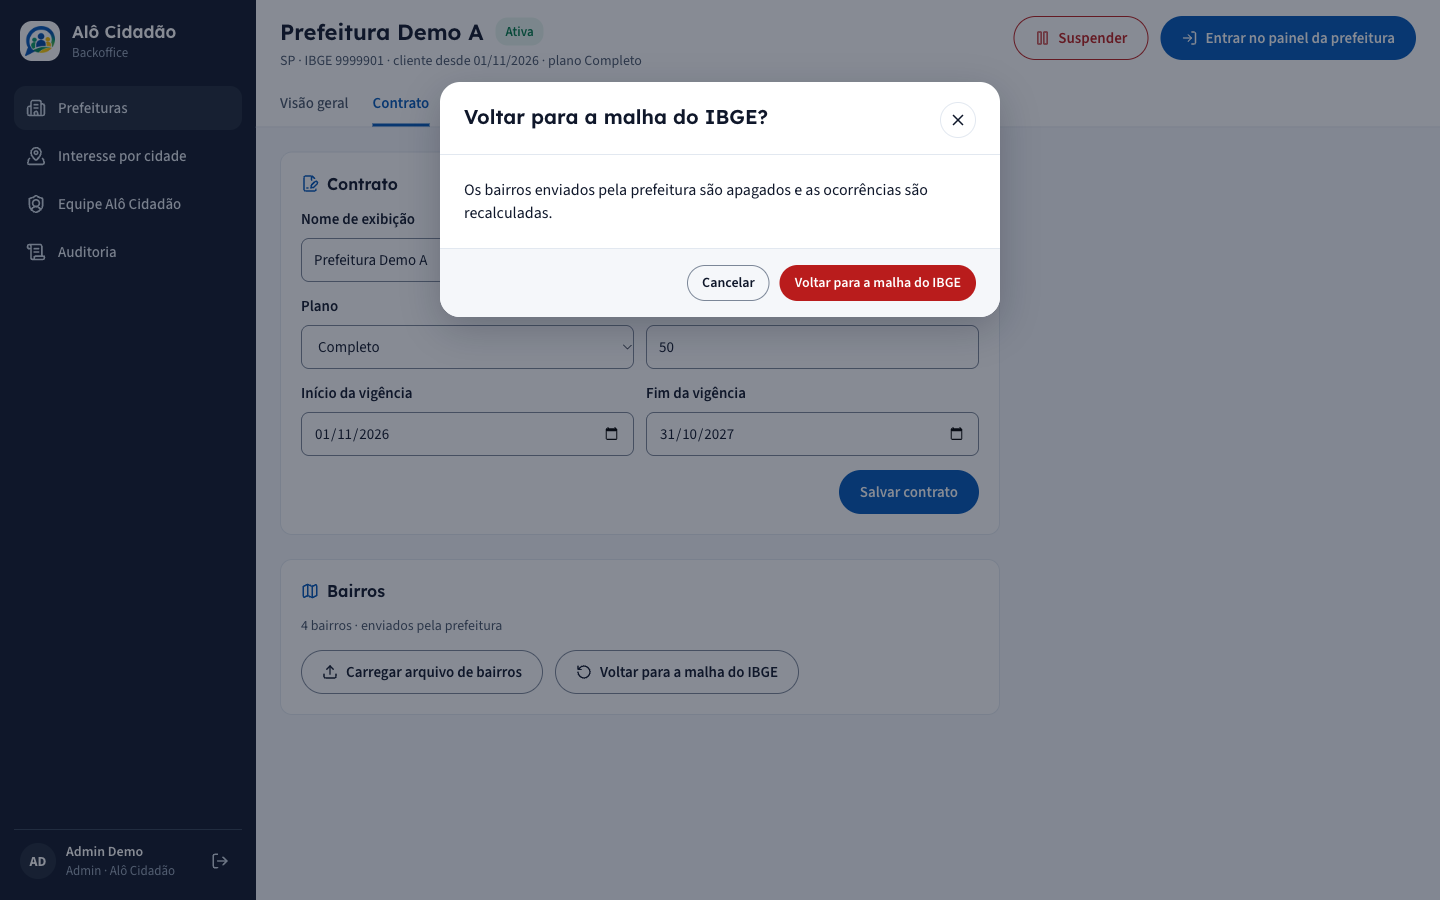 Alô Cidadão
Backoffice
Prefeituras
Interesse por cidade
Equipe Alô Cidadão
Auditoria
AD
Admin Demo
Admin · Alô Cidadão
Prefeitura Demo A
Ativa
SP · IBGE 9999901 · cliente desde 01/11/2026 · plano Completo
Suspender
Entrar no painel da prefeitura
Visão geral
Contrato
Voltar para a malha do IBGE?
Os bairros enviados pela prefeitura são apagados e as ocorrências são
recalculadas.
Cancelar
Voltar para a malha do IBGE
Contrato
Nome de exibição
Prefeitura Demo A
Plano
Completo
50
Início da vigência
Fim da vigência
01/11/2026
31/10/2027
Salvar contrato
Bairros
4 bairros · enviados pela prefeitura
Carregar arquivo de bairros
Voltar para a malha do IBGE